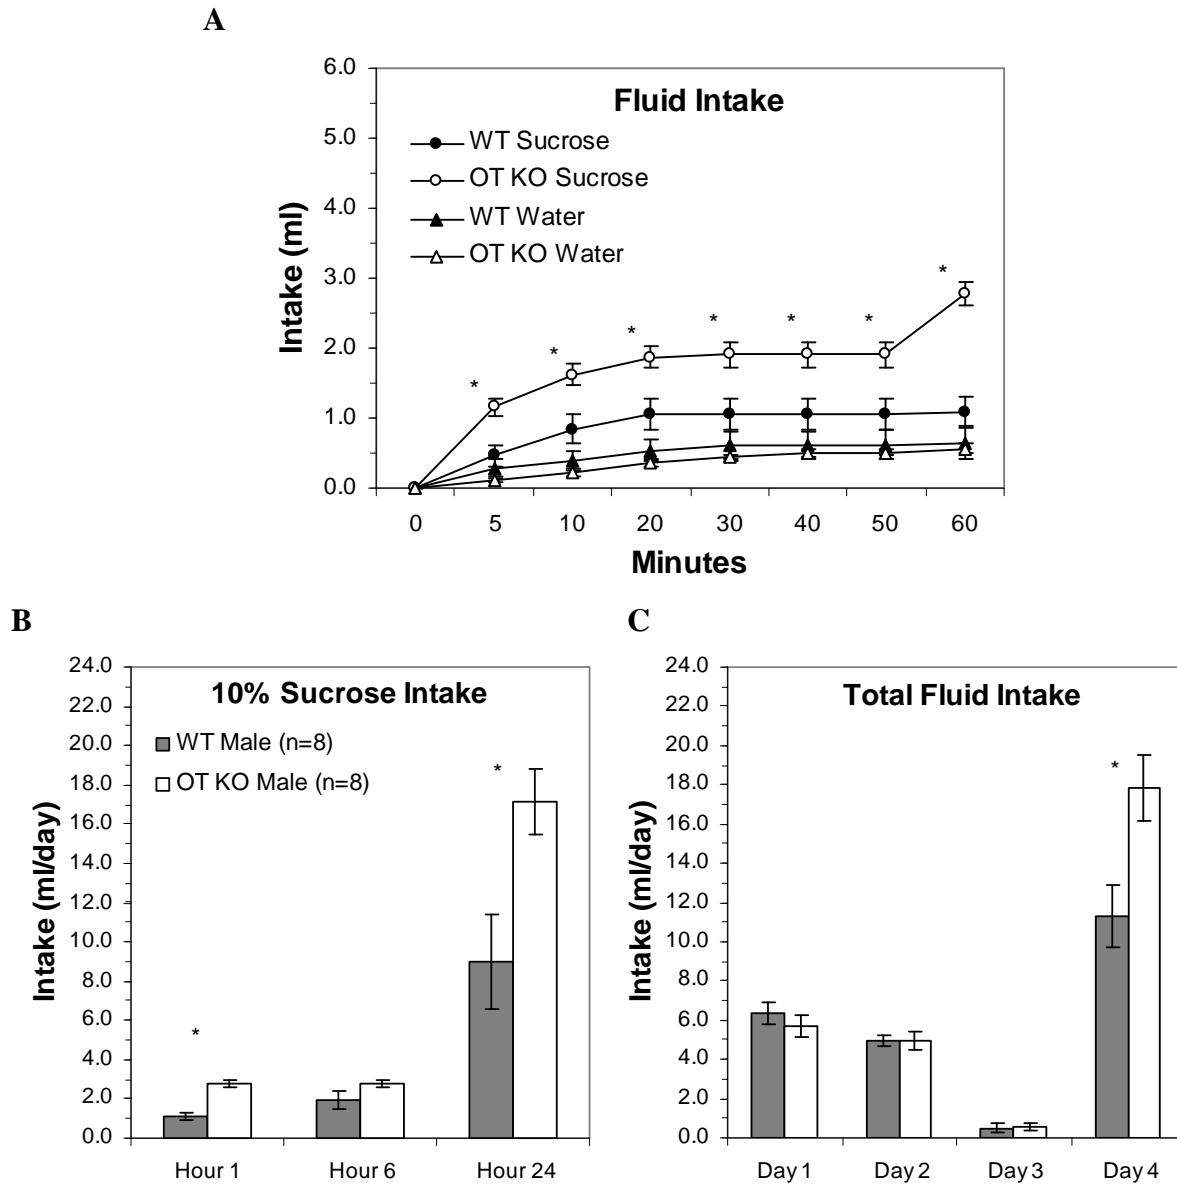 A
Fluid Intake
WT Sucrose
OT KO Sucrose
WT Water
OT KO Water
Intake (ml)
6.0
5.0
4.0
3.0
2.0
1.0
0.0
* * * * * * *
0 5 10 20 30 40 50 60
Minutes
B
10% Sucrose Intake
WT Male (n=8)
OT KO Male (n=8)
Intake (ml/day)
24.0
22.0
20.0
18.0
16.0
14.0
12.0
10.0
8.0
6.0
4.0
2.0
0.0
* *
Hour 1 Hour 6 Hour 24
C
Total Fluid Intake
Intake (ml/day)
24.0
22.0
20.0
18.0
16.0
14.0
12.0
10.0
8.0
6.0
4.0
2.0
0.0
*
Day 1 Day 2 Day 3 Day 4